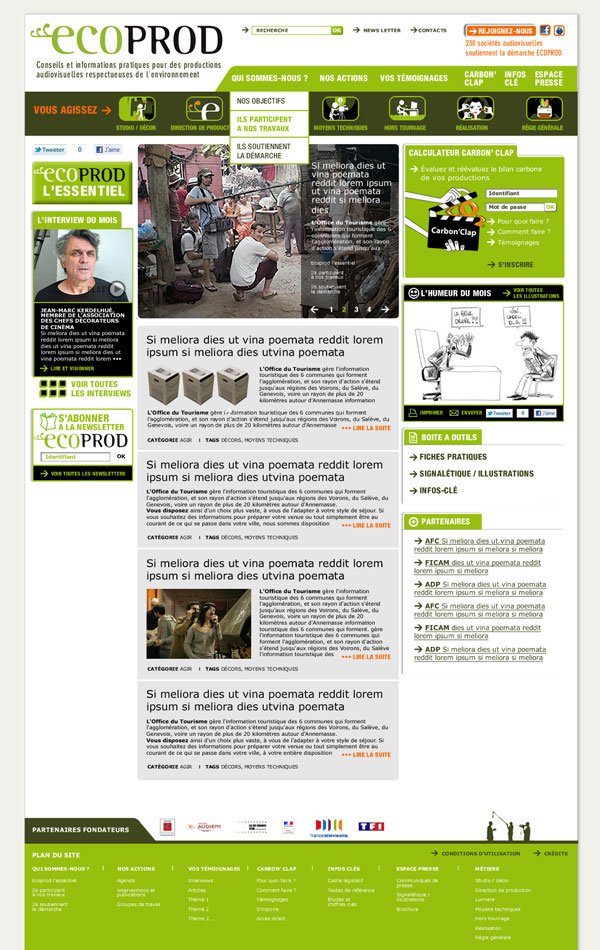 ecoPROD
Conseils et informations pratiques pour des productions
audiovisuelles respectueuses de l'environnement
RECHERCHE OK
NEWS LETTER
CONTACTS
REJOIGNEZ-NOUS
250 sociétés audiovisuelles
soutiennent la démarche ECOPROD
QUI SOMMES-NOUS ?
NOS ACTIONS
VOS TÉMOIGNAGES
CARBON'
CLAP
INFOS
CLÉ
ESPACE
PRESSE
NOS OBJECTIFS
ILS PARTICIPENT
A NOS TRAVAUX
ILS SOUTIENNENT
LA DÉMARCHE
VOUS AGISSEZ
STUDIO / DÉCOR
DIRECTION DE PRODUCT
MOYENS TECHNIQUES
HORS TOURNAGE
RÉALISATION
RÉGIE GÉNÉRALE
Tweeter 0 J'aime
ecoPROD
L'ESSENTIEL
L'INTERVIEW DU MOIS
JEAN-MARC KERDELHUÉ,
MEMBRE DE L'ASSOCIATION
DES CHEFS DÉCORATEURS
DE CINÉMA
Si meliora dies ut vina
poemata reddit lorem
ipsum si meliora dies ut
vina poemata reddit lorem •••
LIRE ET VISIONNER
VOIR TOUTES
LES INTERVIEWS
S'ABONNER
A LA NEWSLETTER
ecoPROD
Identifiant OK
VOIR TOUTES LES NEWSLETTERS
Si meliora dies ut
vina poemata
reddit lorem ipsum
ut vina poemata
reddit lorem
ipsum si meliora
dies
L'Office du Tourisme gère
l'information touristique des 6
communes qui forment
l'agglomération, et son rayon
d'action s'étend jusqu'aux
Ecoprod l'essentiel
Ils participent
à nos travaux
Ils soutiennent
la démarche
1 2 3 4
Si meliora dies ut vina poemata reddit lorem
ipsum si meliora dies utvina poemata
L'Office du Tourisme gère l'information
touristique des 6 communes qui forment
l'agglomération, et son rayon d'action s'étend
jusqu'aux régions des Voirons, du Salève, du
Genevois, voire un rayon de plus de 20
kilomètres autour d'Annemasse information
L'Office du Tourisme gère l'information touristique des 6 communes qui forment
l'agglomération, et son rayon d'action s'étend jusqu'aux régions des Voirons, du Salève, du
Genevois, voire un rayon de plus de 20 kilomètres autour d'Annemasse
••• LIRE LA SUITE
CATÉGORIE AGIR I TAGS DÉCORS, MOYENS TECHNIQUES
Si meliora dies ut vina poemata reddit lorem
ipsum si meliora dies utvina poemata
L'Office du Tourisme gère l'information touristique des 6 communes qui forment
l'agglomération, et son rayon d'action s'étend jusqu'aux régions des Voirons, du Salève, du
Genevois, voire un rayon de plus de 20 kilomètres autour d'Annemasse.
Vous disposez ainsi d'un choix plus vaste, à vous de l'adapter à votre style de séjour. Si
vous souhaitez des informations pour préparer votre venue ou tout simplement être au
courant de ce qui se passe dans votre ville, nous sommes disposition
••• LIRE LA SUITE
CATÉGORIE AGIR I TAGS DÉCORS, MOYENS TECHNIQUES
Si meliora dies ut vina poemata reddit lorem
ipsum si meliora dies utvina poemata
L'Office du Tourisme gère l'information
touristique des 6 communes qui forment
l'agglomération, et son rayon d'action s'étend
jusqu'aux régions des Voirons, du Salève, du
Genevois, voire un rayon de plus de 20
kilomètres autour d'Annemasse information
touristique des 6 communes qui forment. gère
l'information touristique des 6 communes qui
forment l'agglomération, et son rayon d'action
s'étend jusqu'aux régions des Voirons, du Salève, du
l'information touristique des
••• LIRE LA SUITE
CATÉGORIE AGIR I TAGS DÉCORS, MOYENS TECHNIQUES
Si meliora dies ut vina poemata reddit lorem
ipsum si meliora dies utvina poemata
L'Office du Tourisme gère l'information touristique des 6 communes qui forment
l'agglomération, et son rayon d'action s'étend jusqu'aux régions des Voirons, du Salève, du
Genevois, voire un rayon de plus de 20 kilomètres autour d'Annemasse.
Vous disposez ainsi d'un choix plus vaste, à vous de l'adapter à votre style de séjour. Si
vous souhaitez des informations pour préparer votre venue ou tout simplement être au
courant de ce qui se passe dans votre ville, à votre entière disposition
••• LIRE LA SUITE
CATÉGORIE AGIR I TAGS DÉCORS, MOYENS TECHNIQUES
CALCULATEUR CARBON' CLAP
Évaluez et réévaluez le bilan carbone
de vos productions
Identifiant
Mot de passe OK
Carbon'Clap
Pour quoi faire ?
Comment faire ?
Témoignages
S'INSCRIRE
L'HUMEUR DU MOIS
VOIR TOUTES
LES ILLUSTRATIONS
IMPRIMER
ENVOYER
Tweeter 0 J'aime
BOITE A OUTILS
FICHES PRATIQUES
SIGNALÉTIQUE / ILLUSTRATIONS
INFOS-CLÉ
PARTENAIRES
AFC Si meliora dies ut vina poemata
reddit lorem ipsum si meliora si meliora
FICAM dies ut vina poemata reddit
lorem ipsum si meliora si meliora
ADP Si meliora dies ut vina poemata
reddit lorem ipsum si meliora si meliora
AFC Si meliora dies ut vina poemata
reddit lorem ipsum si meliora si meliora
FICAM dies ut vina poemata reddit
lorem ipsum si meliora si meliora
ADP Si meliora dies ut vina poemata
reddit lorem ipsum si meliora si meliora
PARTENAIRES FONDATEURS
AUDIENS
francetélévisions
TF1
CONDITIONS D'UTILISATION
CRÉDITS
PLAN DU SITE
QUI SOMMES-NOUS ?
Ecoprod l'essentiel
Ils participent
à nos travaux
Ils soutiennent
la démarche
NOS ACTIONS
Agenda
Interventions et
publications
Groupes de travail
VOS TÉMOIGNAGES
Interviews
Articles
Thème 1
Thème 2
Thème 3...
CARBON' CLAP
Pour quoi faire ?
Comment faire ?
Témoignages
S'inscrire
Accès direct
INFOS CLÉS
Cadre législatif
Textes de référence
Études et
chiffres-clés
ESPACE PRESSE
Communiqués de
presse
Signalétique /
illustrations
Brochure
MÉTIERS
Studio / décor
Direction de production
Lumière
Moyens techniques
Hors tournage
Réalisation
Régie générale